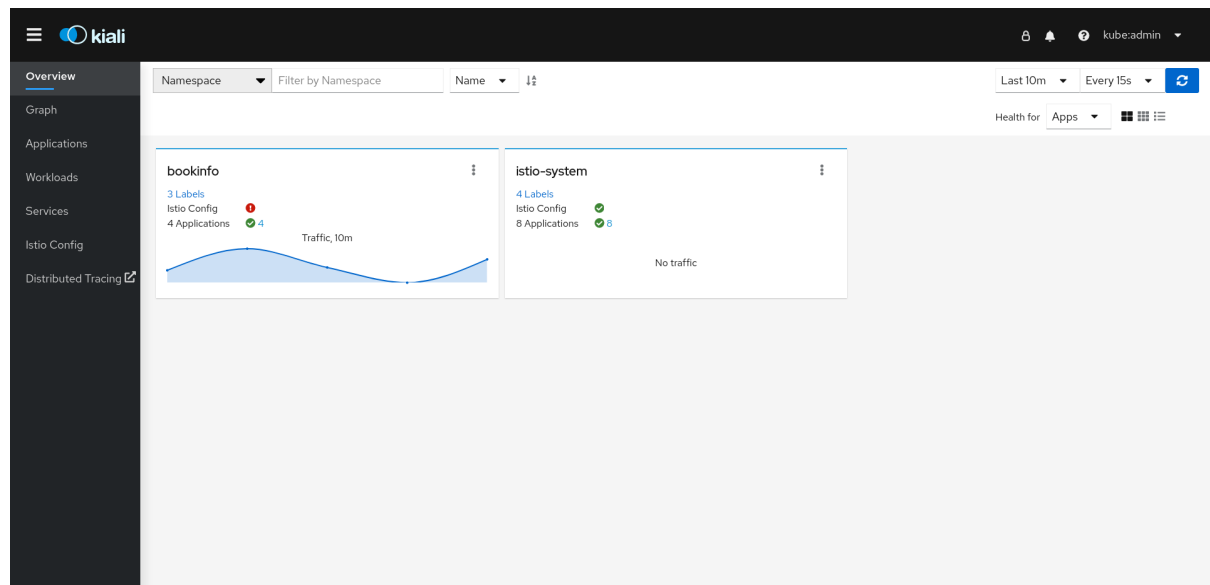 kiali
kube:admin
Overview
Graph
Applications
Workloads
Services
Istio Config
Distributed Tracing
Namespace
Filter by Namespace
Name
Last 10m
Every 15s
Health for
Apps
bookinfo
3 Labels
Istio Config
4 Applications 4
Traffic, 10m
istio-system
4 Labels
Istio Config
8 Applications 8
No traffic